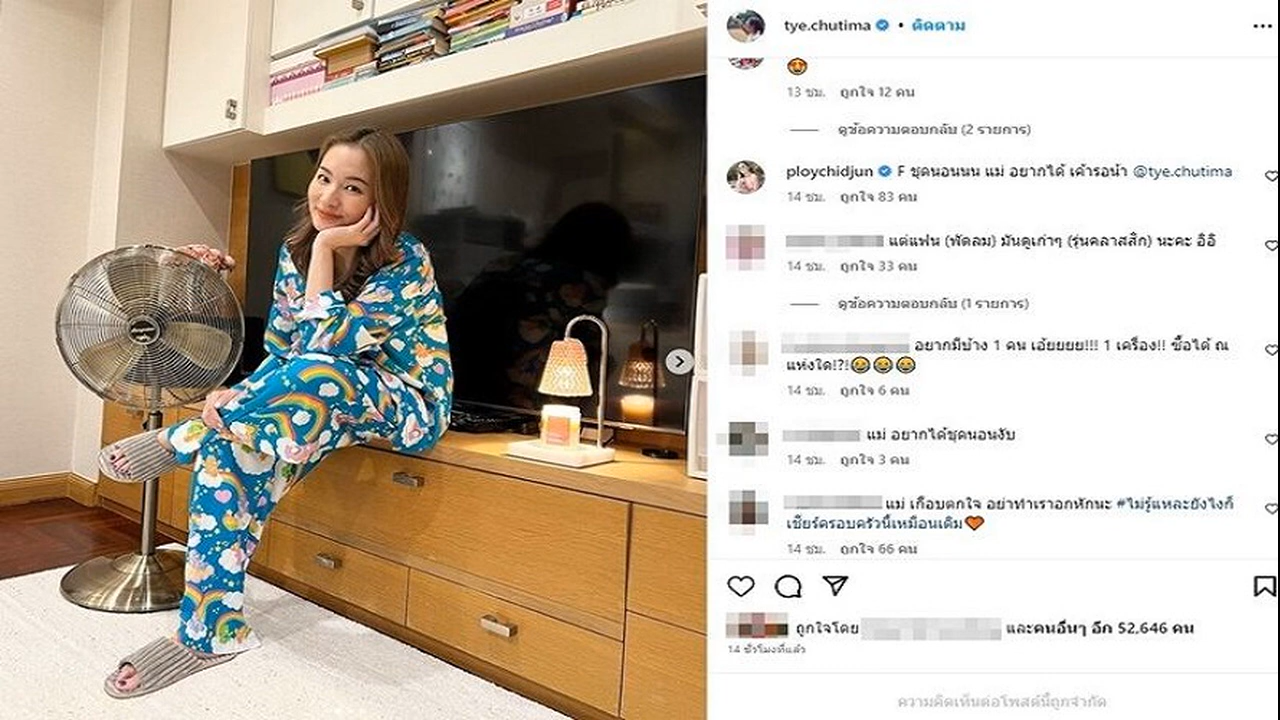 tye.chutima • ติดตาม
13 ชม. ถูกใจ 12 คน
ดูข้อความตอบกลับ (2 รายการ)
ploychidjun F ชุดนอนนน แม่ อยากได้ เค้ารอน้า @tye.chutima
14 ชม. ถูกใจ 83 คน
แต่แฟน (พัดลม) มันดูเก่าๆ (รุ่นคลาสสิก) นะคะ อิอิ
14 ชม. ถูกใจ 33 คน
ดูข้อความตอบกลับ (1 รายการ)
อยากมีบ้าง 1 คน เอ้ยยยย!!! 1 เครื่อง!! ซื้อได้ ณ
แห่งใด!?!😂😂😂
14 ชม. ถูกใจ 6 คน
แม่ อยากได้ชุดนอนงับ
14 ชม. ถูกใจ 3 คน
แม่ เกือบตกใจ อย่าทำเราอกหักนะ #ไม่รู้แหละยังไงก็
เชียร์ครอบครัวนี้เหมือนเดิม🧡
14 ชม. ถูกใจ 66 คน
ถูกใจโดย และคนอื่นๆ อีก 52,646 คน
14 ชั่วโมงที่แล้ว
ความคิดเห็นต่อโพสต์นี้ถูกจำกัด